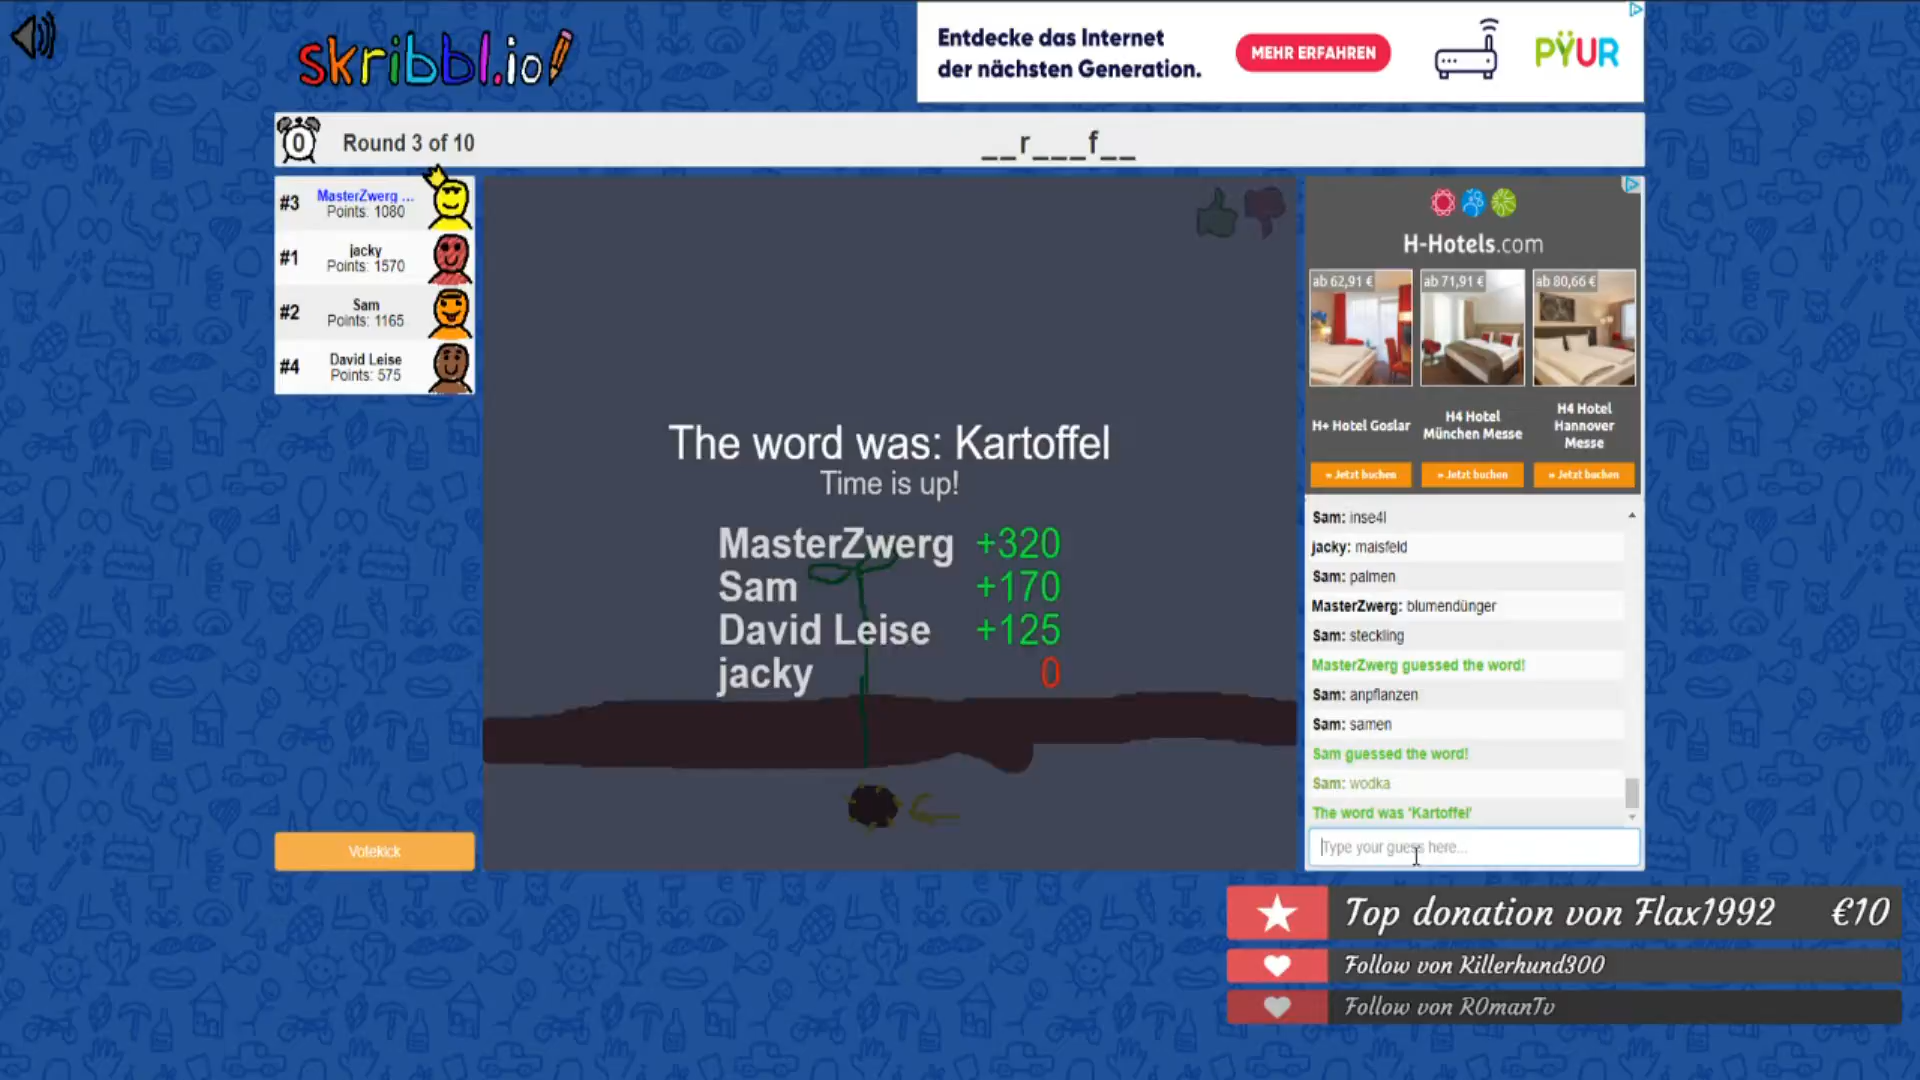 skribbl.io
Entdecke das Internet
der nächsten Generation.
MEHR ERFAHREN
PŸUR
0
Round 3 of 10
__r___f__
#3
MasterZwerg ...
Points: 1080
#1
jacky
Points: 1570
#2
Sam
Points: 1165
#4
David Leise
Points: 575
The word was: Kartoffel
Time is up!
MasterZwerg +320
Sam +170
David Leise +125
jacky 0
H-Hotels.com
ab 62,91 €
ab 71,91 €
ab 80,66 €
H+ Hotel Goslar
H4 Hotel
München Messe
H4 Hotel
Hannover
Messe
» Jetzt buchen
» Jetzt buchen
» Jetzt buchen
Sam: inse4l
jacky: maisfeld
Sam: palmen
MasterZwerg: blumendünger
Sam: steckling
MasterZwerg guessed the word!
Sam: anpflanzen
Sam: samen
Sam guessed the word!
Sam: wodka
The word was 'Kartoffel'
Type your guess here...
Votekick
Top donation von Flax1992 €10
Follow von Killerhund300
Follow von R0manTv